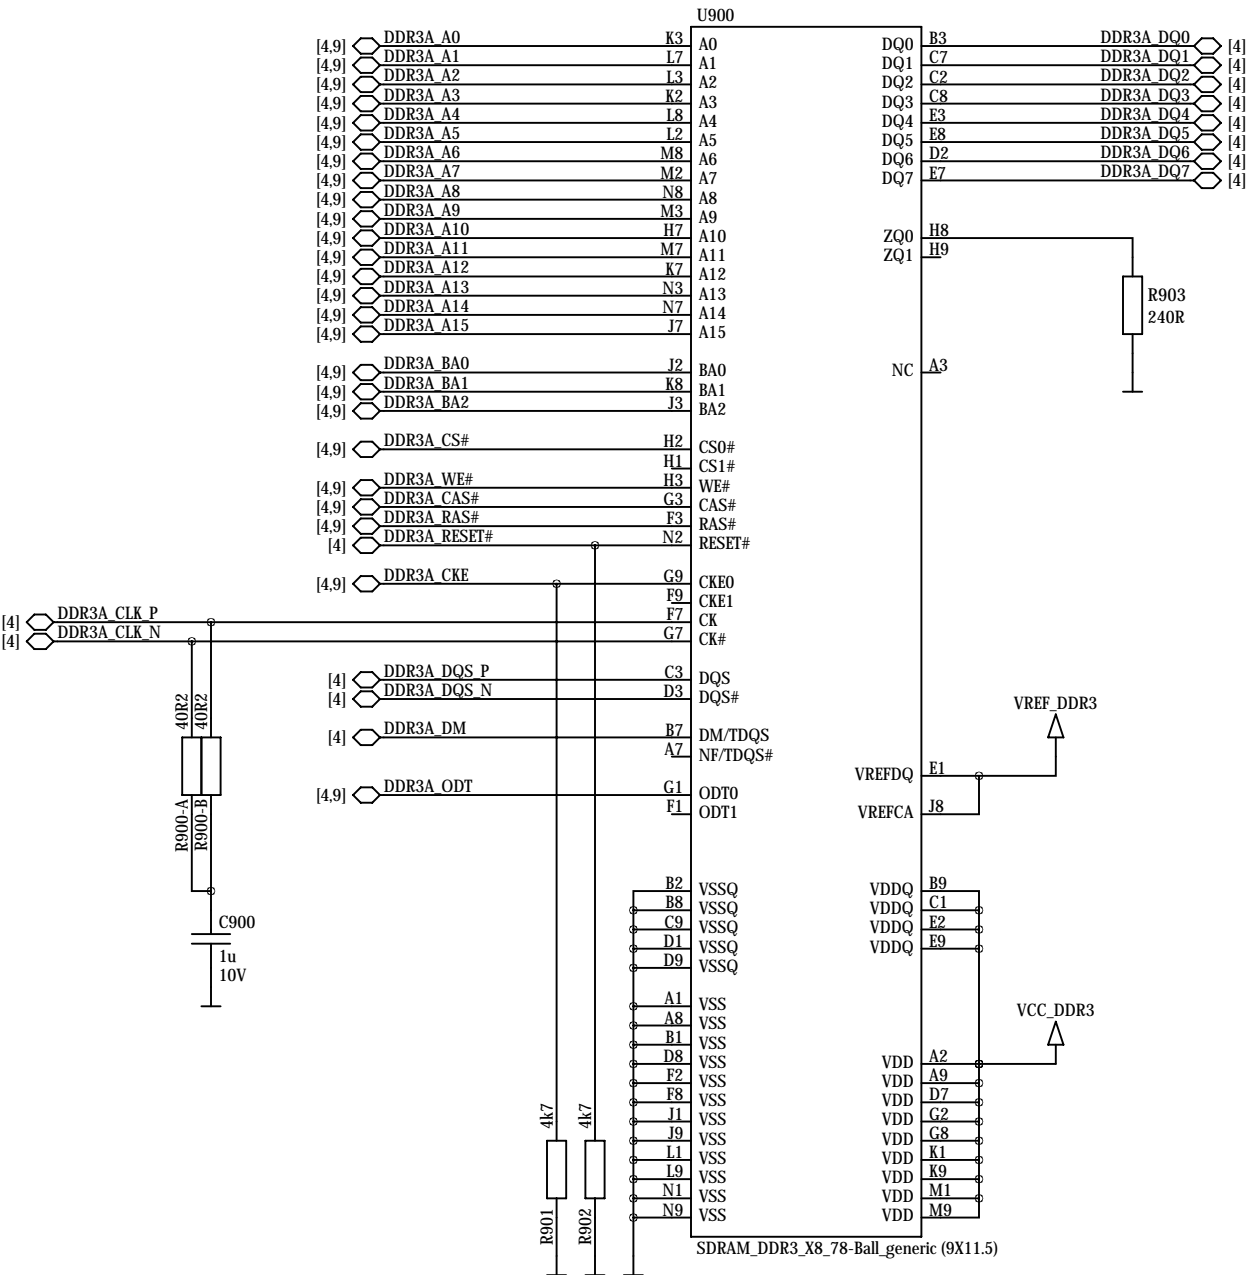 U900
[4,9] DDR3A_A0 K3 A0 DQ0 B3 DDR3A_DQ0 [4]
[4,9] DDR3A_A1 L7 A1 DQ1 C7 DDR3A_DQ1 [4]
[4,9] DDR3A_A2 L3 A2 DQ2 C2 DDR3A_DQ2 [4]
[4,9] DDR3A_A3 K2 A3 DQ3 C8 DDR3A_DQ3 [4]
[4,9] DDR3A_A4 L8 A4 DQ4 E3 DDR3A_DQ4 [4]
[4,9] DDR3A_A5 L2 A5 DQ5 E8 DDR3A_DQ5 [4]
[4,9] DDR3A_A6 M8 A6 DQ6 D2 DDR3A_DQ6 [4]
[4,9] DDR3A_A7 M2 A7 DQ7 E7 DDR3A_DQ7 [4]
[4,9] DDR3A_A8 N8 A8
[4,9] DDR3A_A9 M3 A9
[4,9] DDR3A_A10 H7 A10 ZQ0 H8
[4,9] DDR3A_A11 M7 A11 ZQ1 H9
[4,9] DDR3A_A12 K7 A12
[4,9] DDR3A_A13 N3 A13 R903
[4,9] DDR3A_A14 N7 A14 240R
[4,9] DDR3A_A15 J7 A15
[4,9] DDR3A_BA0 J2 BA0 NC A3
[4,9] DDR3A_BA1 K8 BA1
[4,9] DDR3A_BA2 J3 BA2
[4,9] DDR3A_CS# H2 CS0#
H1 CS1#
[4,9] DDR3A_WE# H3 WE#
[4,9] DDR3A_CAS# G3 CAS#
[4,9] DDR3A_RAS# F3 RAS#
[4] DDR3A_RESET# N2 RESET#
[4,9] DDR3A_CKE G9 CKE0
F9 CKE1
[4] DDR3A_CLK_P F7 CK
[4] DDR3A_CLK_N G7 CK#
[4] DDR3A_DQS_P C3 DQS
[4] DDR3A_DQS_N D3 DQS#
40R2 40R2
VREF_DDR3
[4] DDR3A_DM B7 DM/TDQS
A7 NF/TDQS#
VREFDQ E1
[4,9] DDR3A_ODT G1 ODT0
F1 ODT1 VREFCA J8
R900-A R900-B
B2 VSSQ VDDQ B9
B8 VSSQ VDDQ C1
C9 VSSQ VDDQ E2
D1 VSSQ VDDQ E9
D9 VSSQ
C900
1u
10V
A1 VSS
VCC_DDR3
A8 VSS
B1 VSS
D8 VSS VDD A2
F2 VSS VDD A9
F8 VSS VDD D7
J1 VSS VDD G2
J9 VSS VDD G8
L1 VSS VDD K1
L9 VSS VDD K9
N1 VSS VDD M1
N9 VSS VDD M9
4k7 4k7
R901 R902
SDRAM_DDR3_X8_78-Ball_generic (9X11.5)